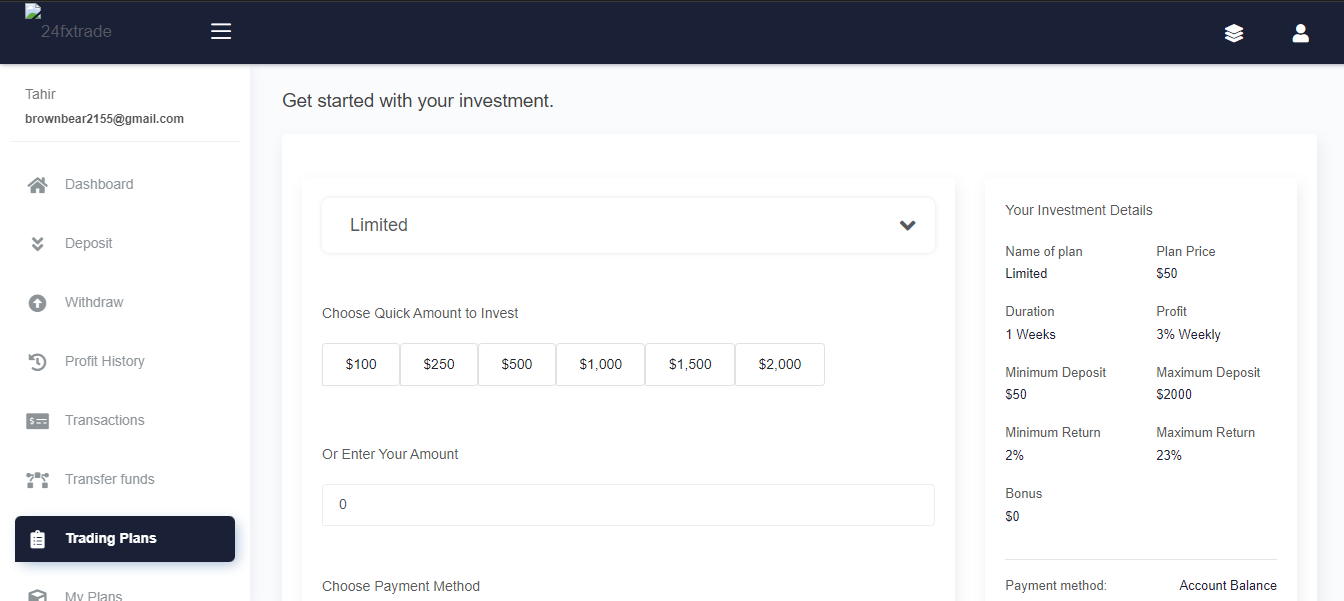 24fxtrade
Tahir
brownbear2155@gmail.com
Dashboard
Deposit
Withdraw
Profit History
Transactions
Transfer funds
Trading Plans
My Plans
Get started with your investment.
Limited
Choose Quick Amount to Invest
$100 $250 $500 $1,000 $1,500 $2,000
Or Enter Your Amount
0
Choose Payment Method
Your Investment Details
Name of plan Plan Price
Limited $50
Duration Profit
1 Weeks 3% Weekly
Minimum Deposit Maximum Deposit
$50 $2000
Minimum Return Maximum Return
2% 23%
Bonus
$0
Payment method: Account Balance